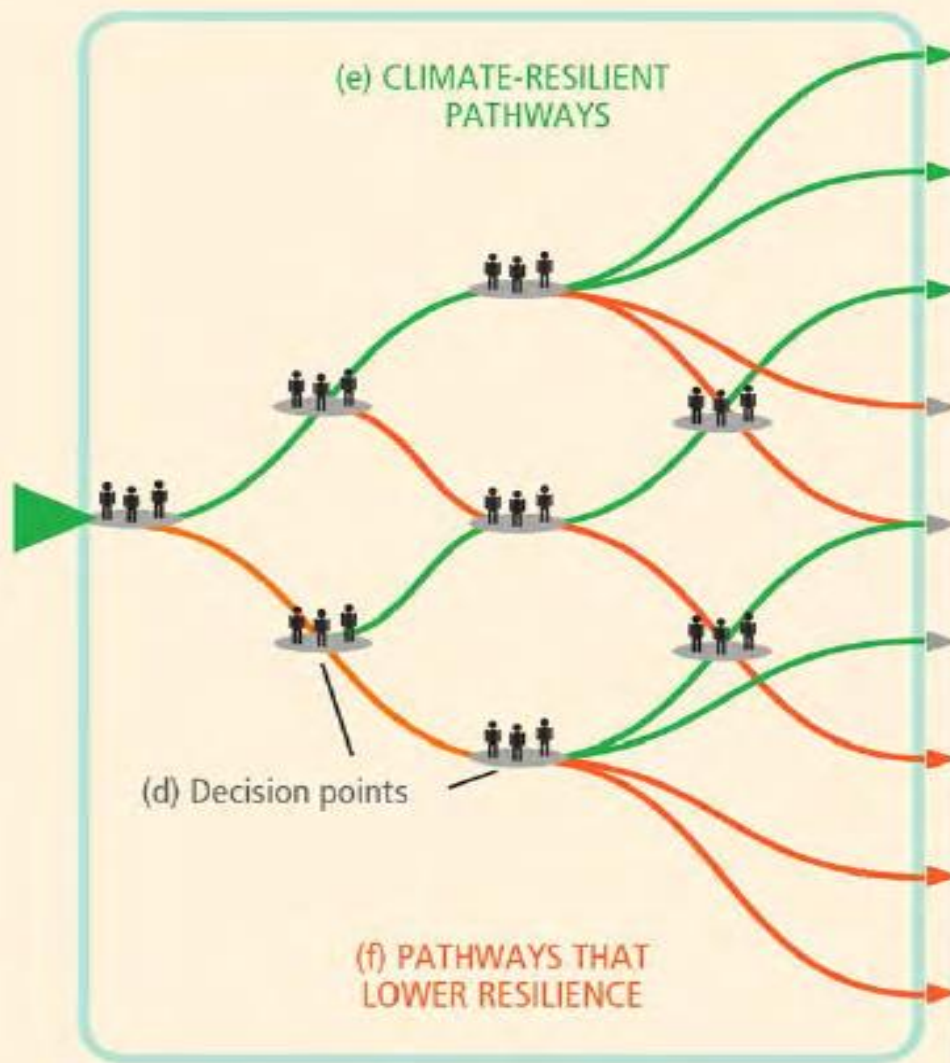 (e) CLIMATE-RESILIENT
PATHWAYS
(d) Decision points
(f) PATHWAYS THAT
LOWER RESILIENCE